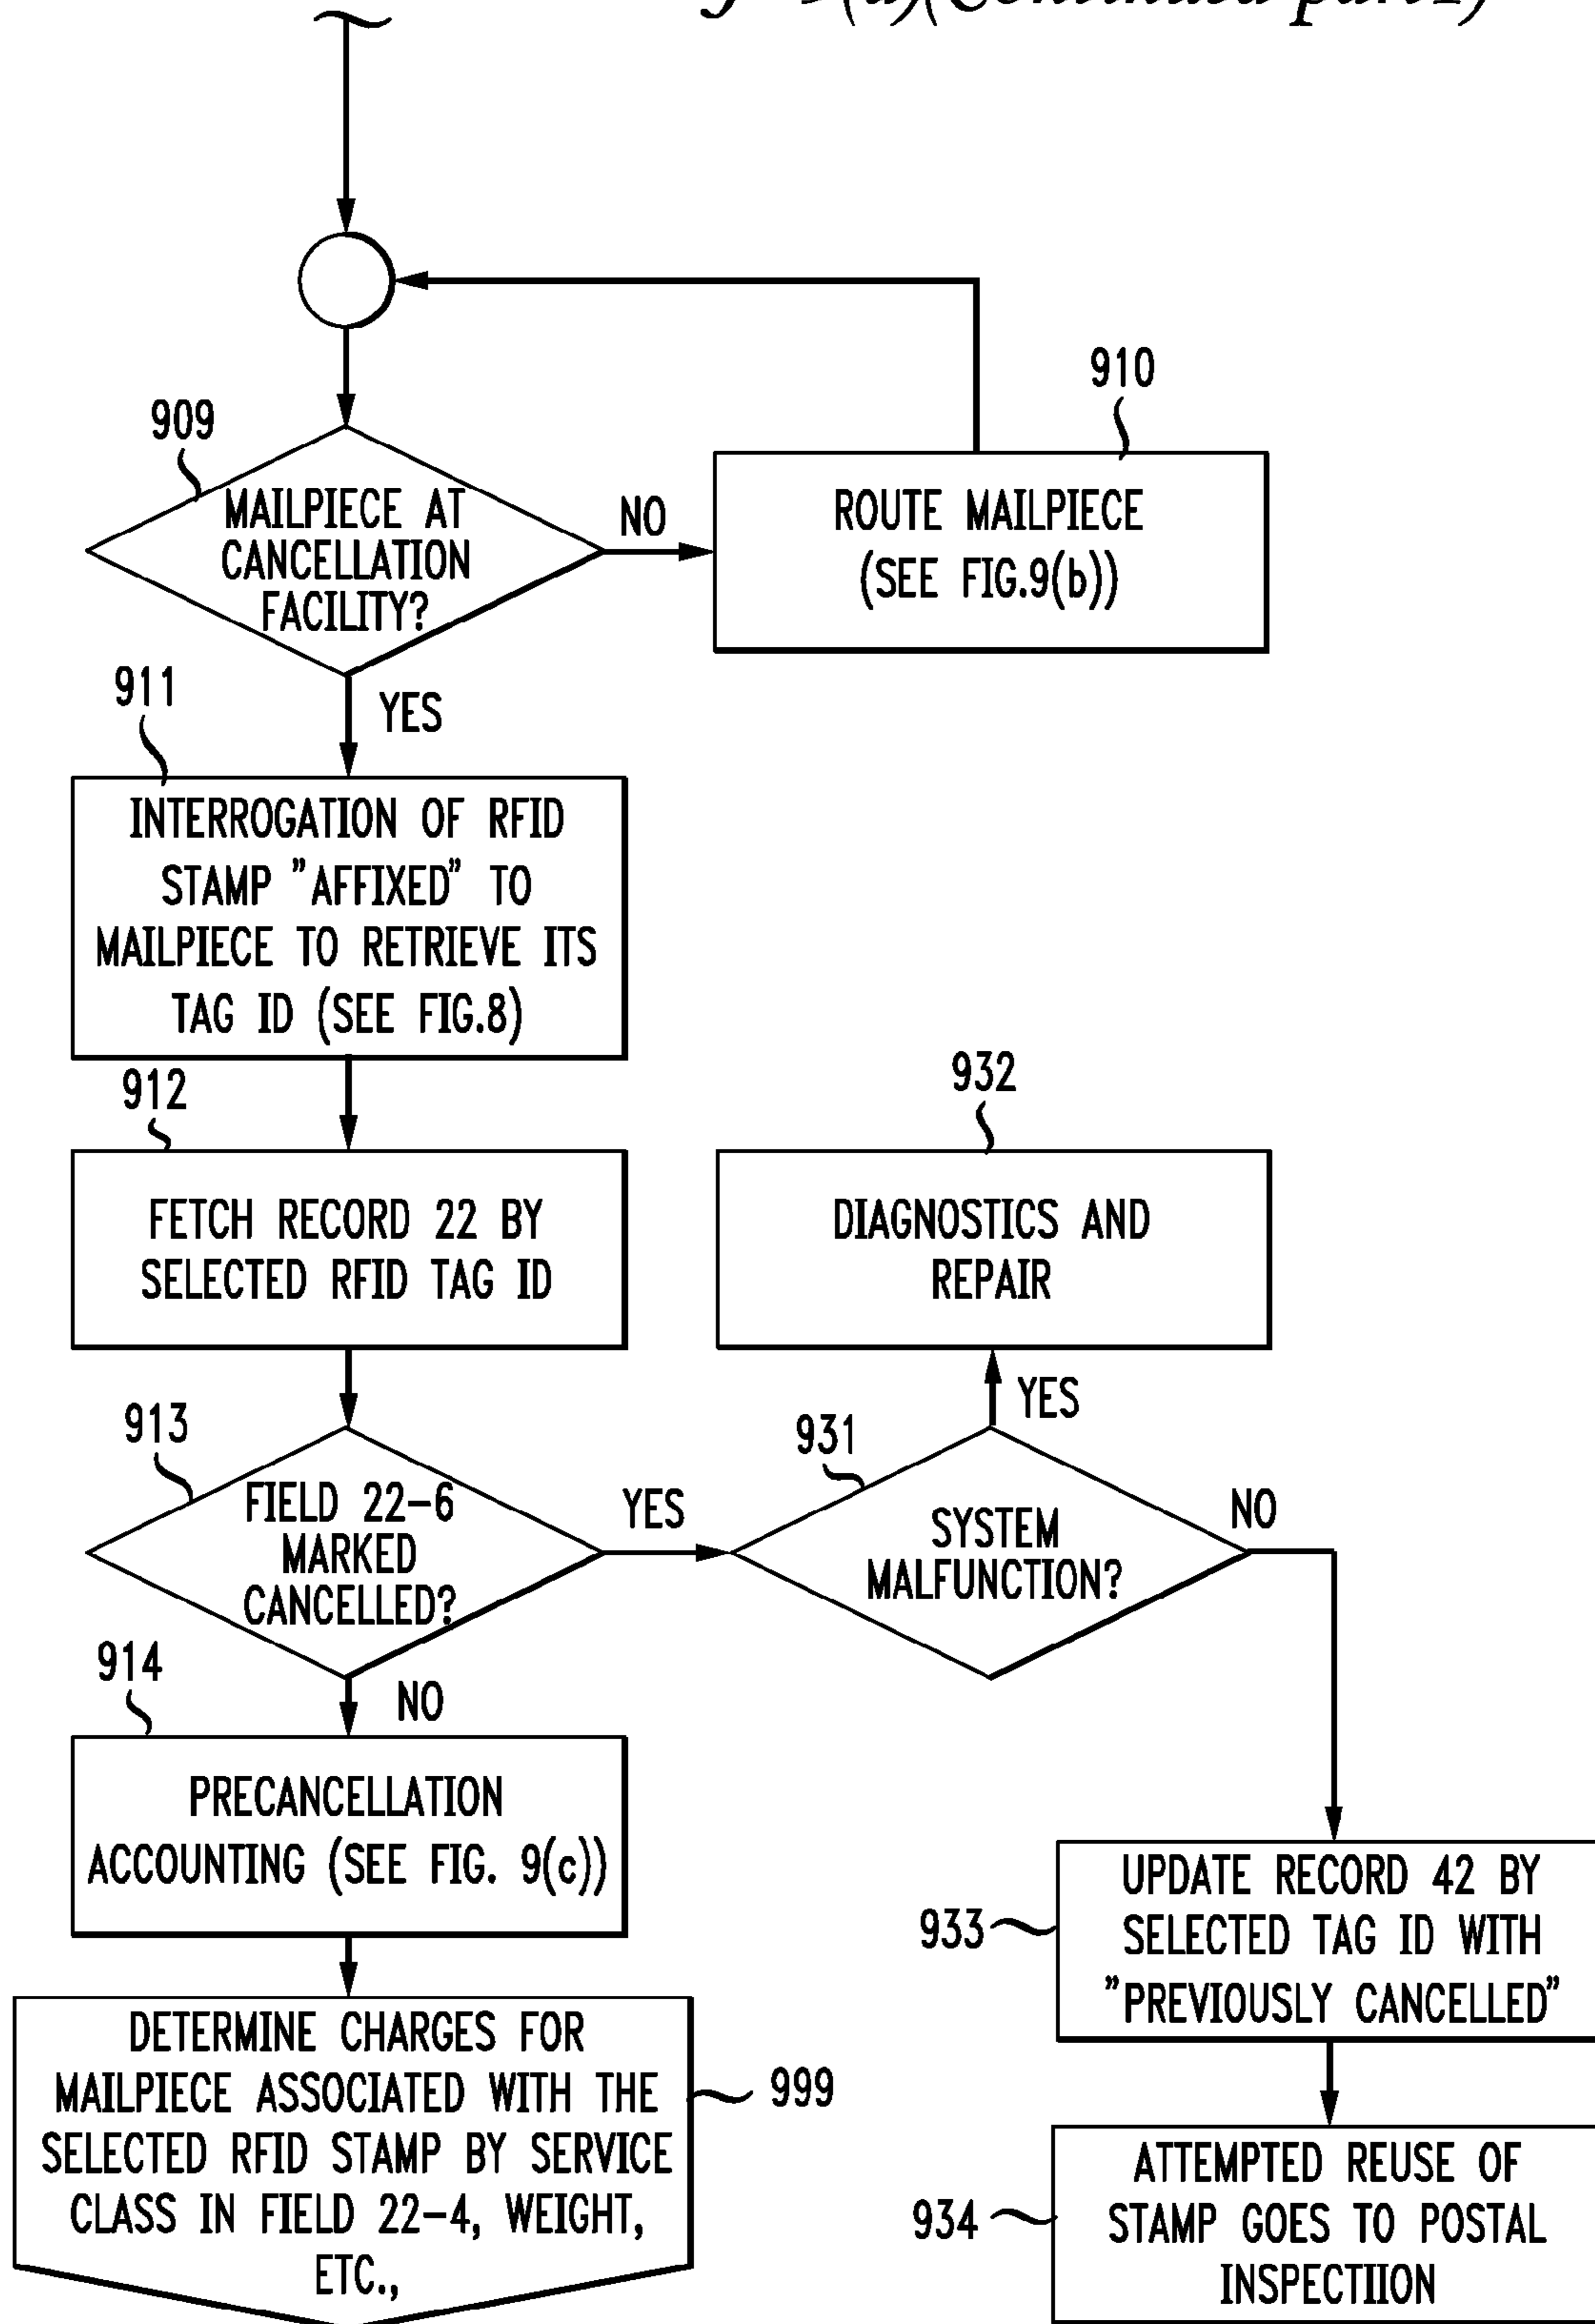 9(a)(Continued part1)
910
909
MAILPIECE AT
CANCELLATION
FACILITY?
NO
ROUTE MAILPIECE
(SEE FIG.9(b))
911
YES
INTERROGATION OF RFID
STAMP "AFFIXED" TO
MAILPIECE TO RETRIEVE ITS
TAG ID (SEE FIG.8)
912
932
FETCH RECORD 22 BY
SELECTED RFID TAG ID
DIAGNOSTICS AND
REPAIR
913
FIELD 22-6
MARKED
CANCELLED?
YES
931
YES
SYSTEM
MALFUNCTION?
NO
914
NO
PRECANCELLATION
ACCOUNTING (SEE FIG. 9(c))
933
UPDATE RECORD 42 BY
SELECTED TAG ID WITH
"PREVIOUSLY CANCELLED"
DETERMINE CHARGES FOR
MAILPIECE ASSOCIATED WITH THE
SELECTED RFID STAMP BY SERVICE
CLASS IN FIELD 22-4, WEIGHT,
ETC.,
999
934
ATTEMPTED REUSE OF
STAMP GOES TO POSTAL
INSPECTIION